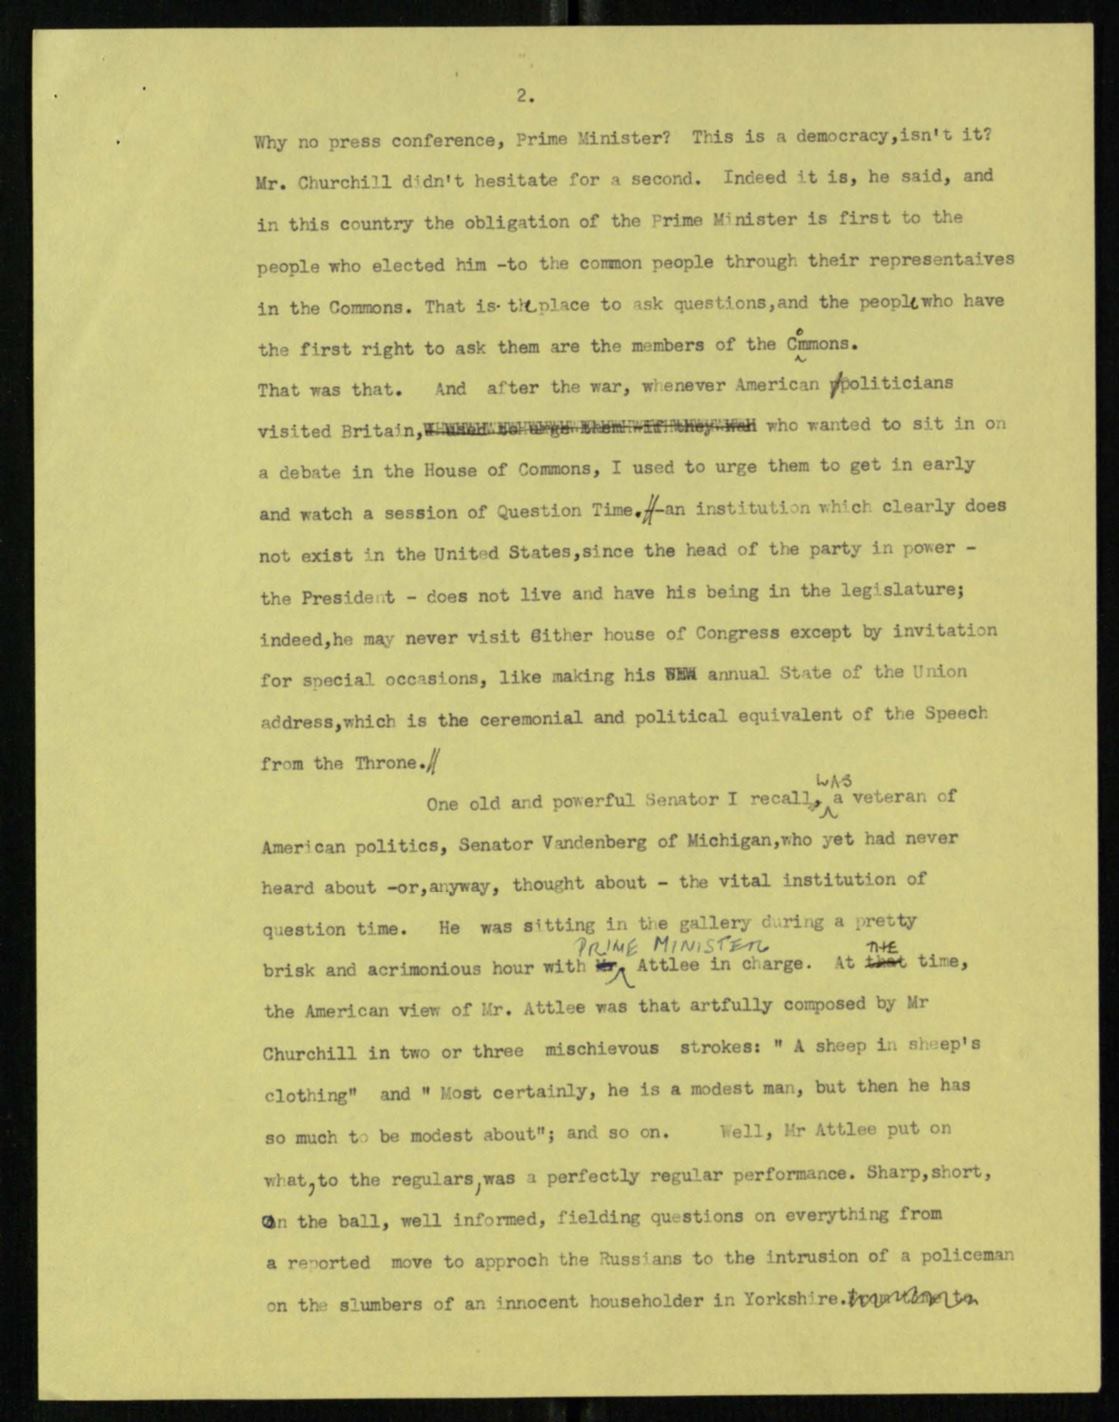 2.
Why no press conference, Prime Minister? This is a democracy,isn't it?
Mr. Churchill didn't hesitate for a second. Indeed it is, he said, and
in this country the obligation of the Prime Minister is first to the
people who elected him -to the common people through their representaives
in the Commons. That is the place to ask questions,and the people who have
the first right to ask them are the members of the Commons.
That was that. And after the war, whenever American politicians
visited Britain, who wanted to sit in on
a debate in the House of Commons, I used to urge them to get in early
and watch a session of Question Time.//-an institution which clearly does
not exist in the United States,since the head of the party in power -
the President - does not live and have his being in the legislature;
indeed,he may never visit either house of Congress except by invitation
for special occasions, like making his annual State of the Union
address,which is the ceremonial and political equivalent of the Speech
from the Throne.//
WAS
One old and powerful Senator I recall, a veteran of
American politics, Senator Vandenberg of Michigan,who yet had never
heard about -or,anyway, thought about - the vital institution of
question time. He was sitting in the gallery during a pretty
PRIME MINISTER THE
brisk and acrimonious hour with Mr. Attlee in charge. At that time,
the American view of Mr. Attlee was that artfully composed by Mr
Churchill in two or three mischievous strokes: " A sheep in sheep's
clothing" and " Most certainly, he is a modest man, but then he has
so much to be modest about"; and so on. Well, Mr Attlee put on
what, to the regulars, was a perfectly regular performance. Sharp,short,
On the ball, well informed, fielding questions on everything from
a reported move to approch the Russians to the intrusion of a policeman
on the slumbers of an innocent householder in Yorkshire.